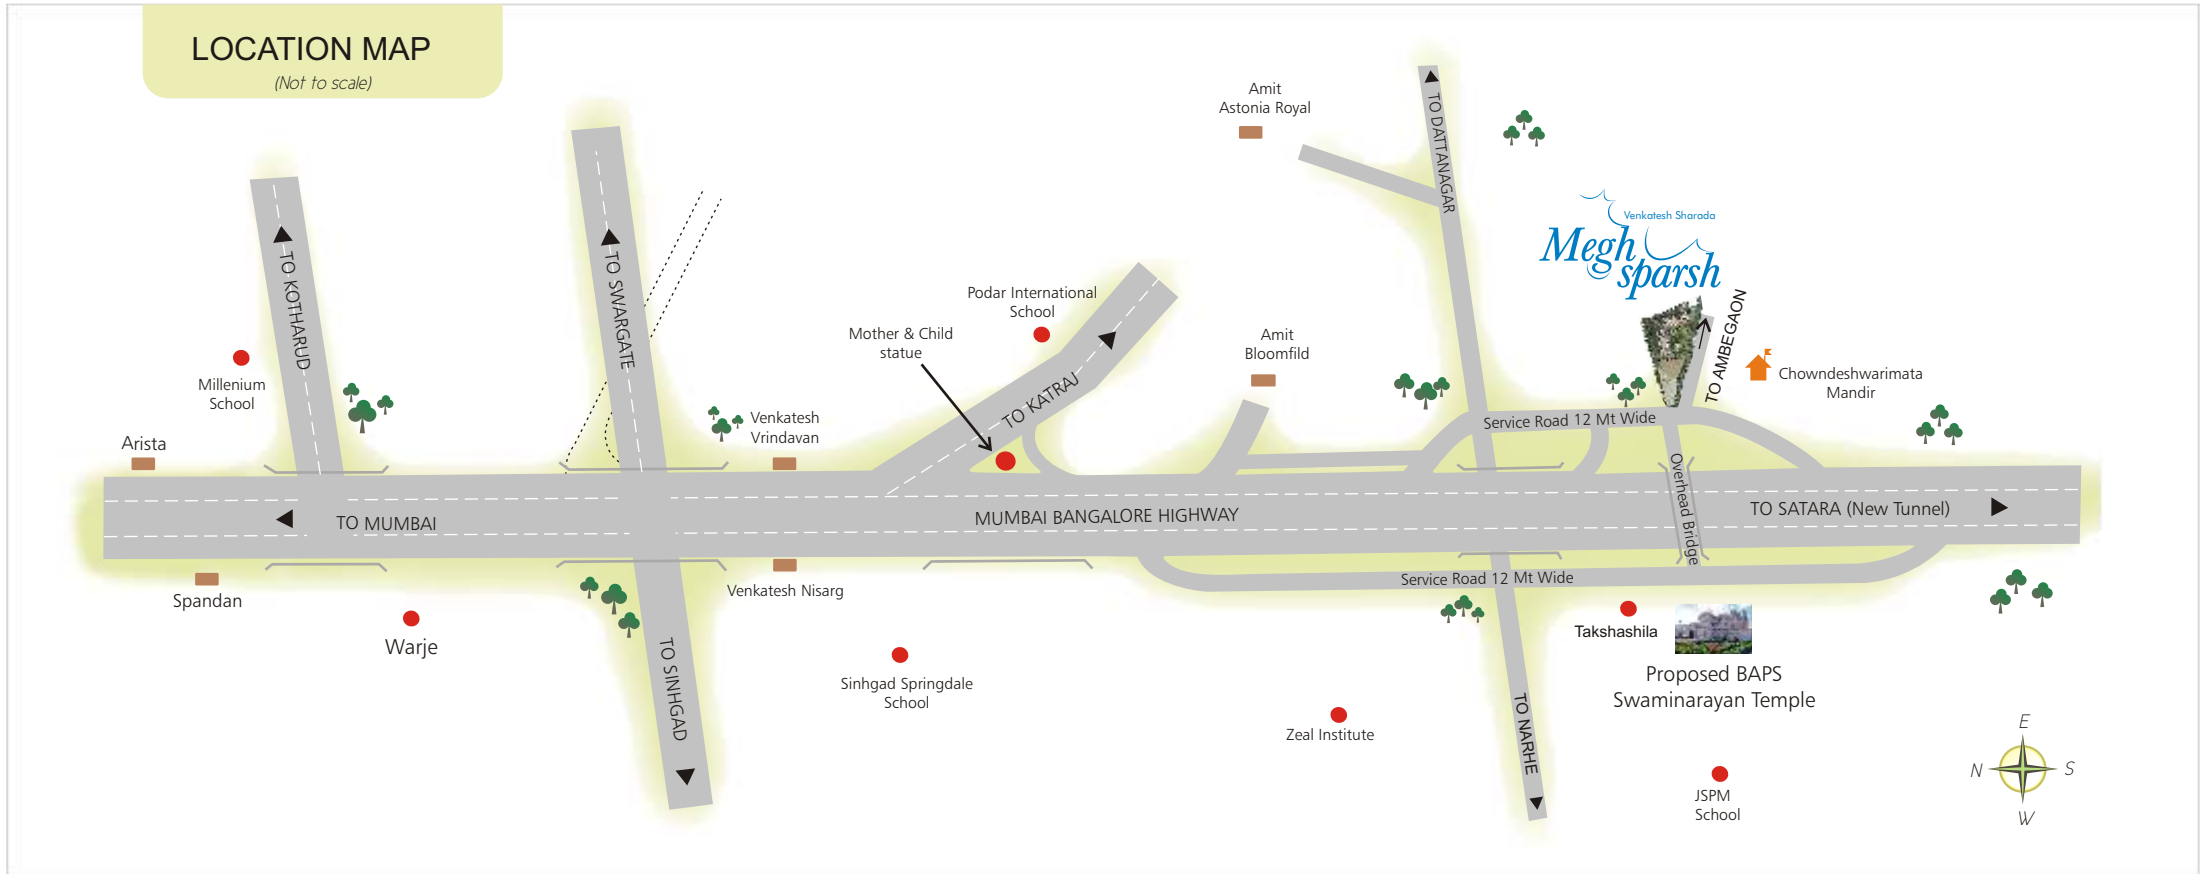 LOCATION MAP
(Not to scale)
Amit
Astonia Royal
TO DATTANAGAR
Venkatesh Sharada
Megh
sparsh
TO KOTHARUD
TO SWARGATE
Podar International
School
Mother & Child
statue
TO KATRAJ
Amit
Bloomfild
TO AMBEGAON
Chowndeshwarimata
Mandir
Millenium
School
Arista
Venkatesh
Vrindavan
Service Road 12 Mt Wide
Overhead Bridge
TO MUMBAI
MUMBAI BANGALORE HIGHWAY
TO SATARA (New Tunnel)
Spandan
Warje
Venkatesh Nisarg
Service Road 12 Mt Wide
TO SINHGAD
Sinhgad Springdale
School
Zeal Institute
TO NARHE
Takshashila
Proposed BAPS
Swaminarayan Temple
JSPM
School
E
N
S
W